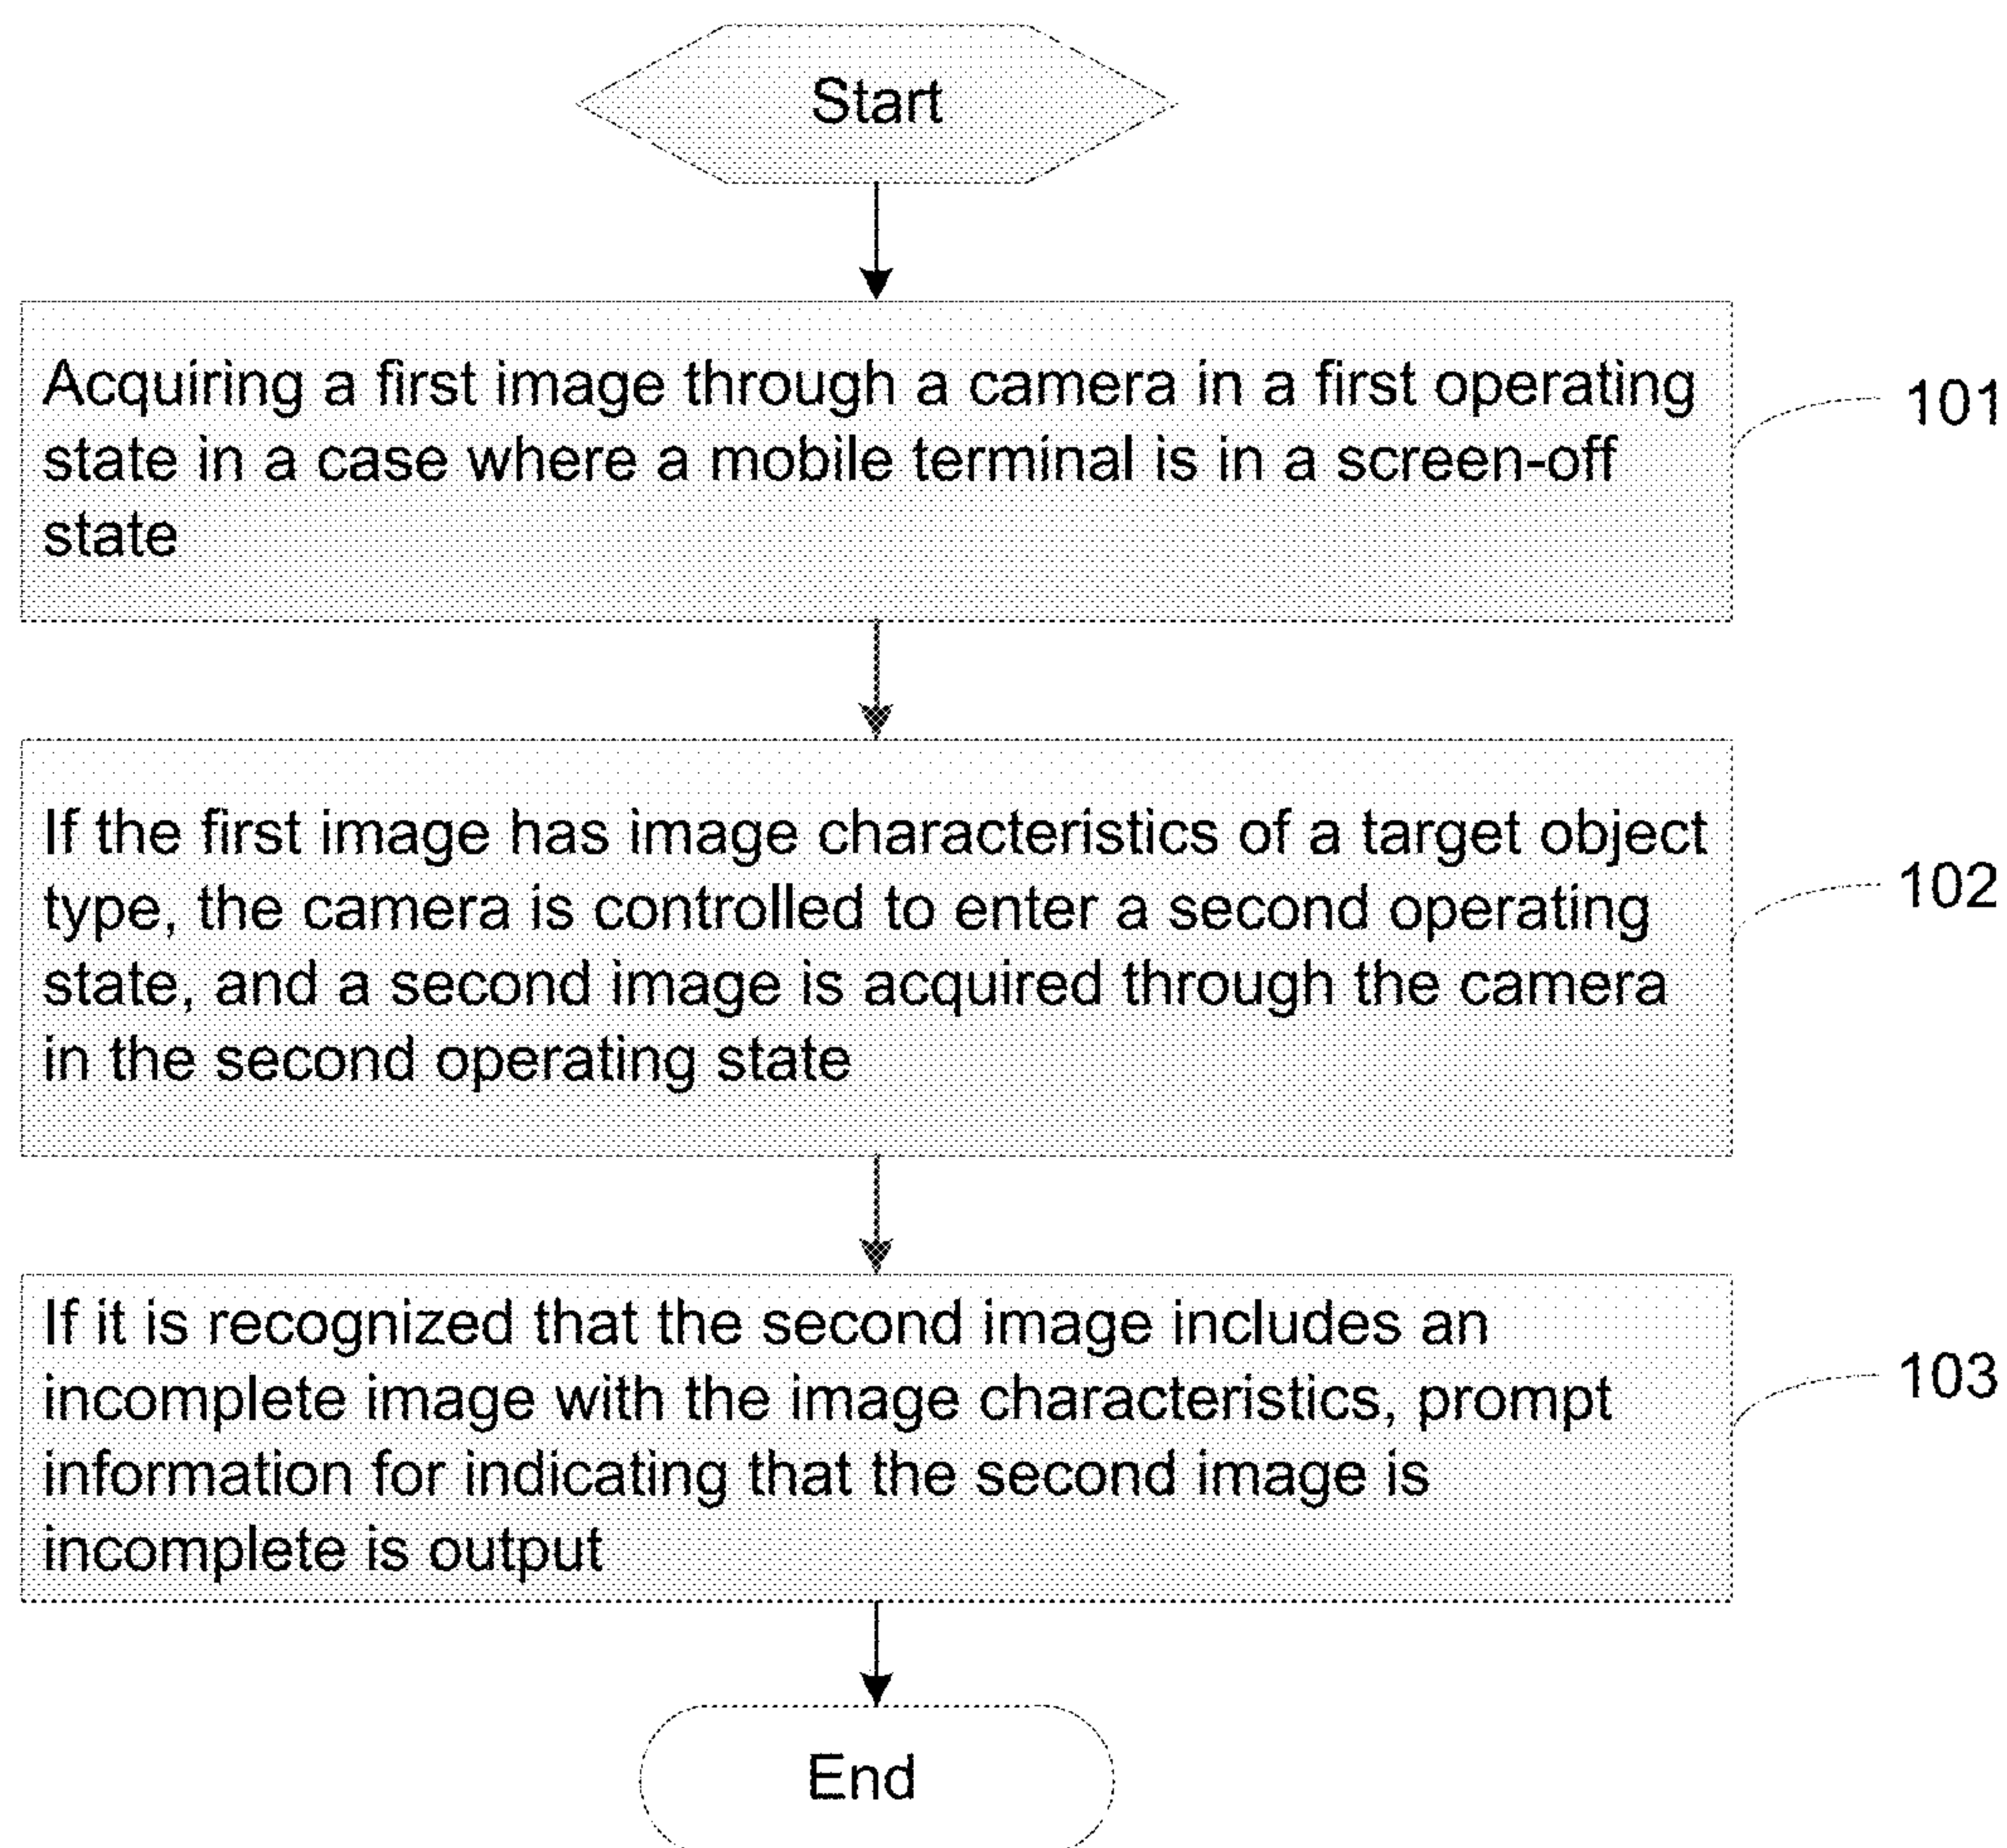 Start
Acquiring a first image through a camera in a first operating
state in a case where a mobile terminal is in a screen-off
state
101
If the first image has image characteristics of a target object
type, the camera is controlled to enter a second operating
state, and a second image is acquired through the camera
in the second operating state
102
If it is recognized that the second image includes an
incomplete image with the image characteristics, prompt
information for indicating that the second image is
incomplete is output
103
End